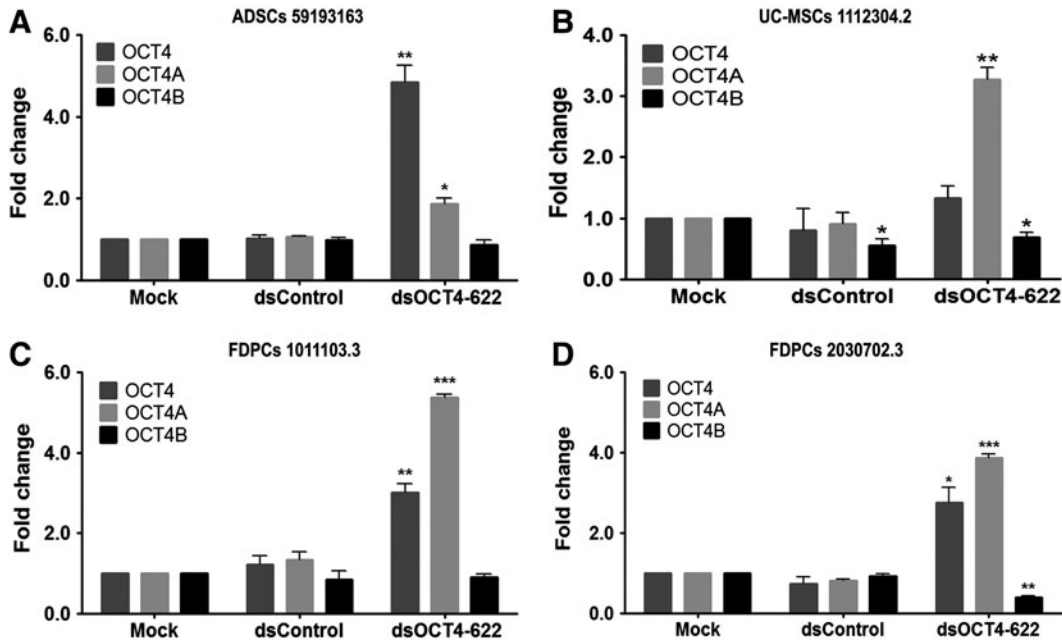 A
ADSCs 59193163
Fold change
6.0
4.0
2.0
0.0
OCT4
OCT4A
OCT4B
**
*
Mock
dsControl
dsOCT4-622
B
UC-MSCs 1112304.2
Fold change
4.0
3.0
2.0
1.0
0.0
OCT4
OCT4A
OCT4B
*
**
*
Mock
dsControl
dsOCT4-622
C
FDPCs 1011103.3
Fold change
6.0
4.0
2.0
0.0
OCT4
OCT4A
OCT4B
**
***
Mock
dsControl
dsOCT4-622
D
FDPCs 2030702.3
Fold change
6.0
4.0
2.0
0.0
OCT4
OCT4A
OCT4B
*
***
**
Mock
dsControl
dsOCT4-622